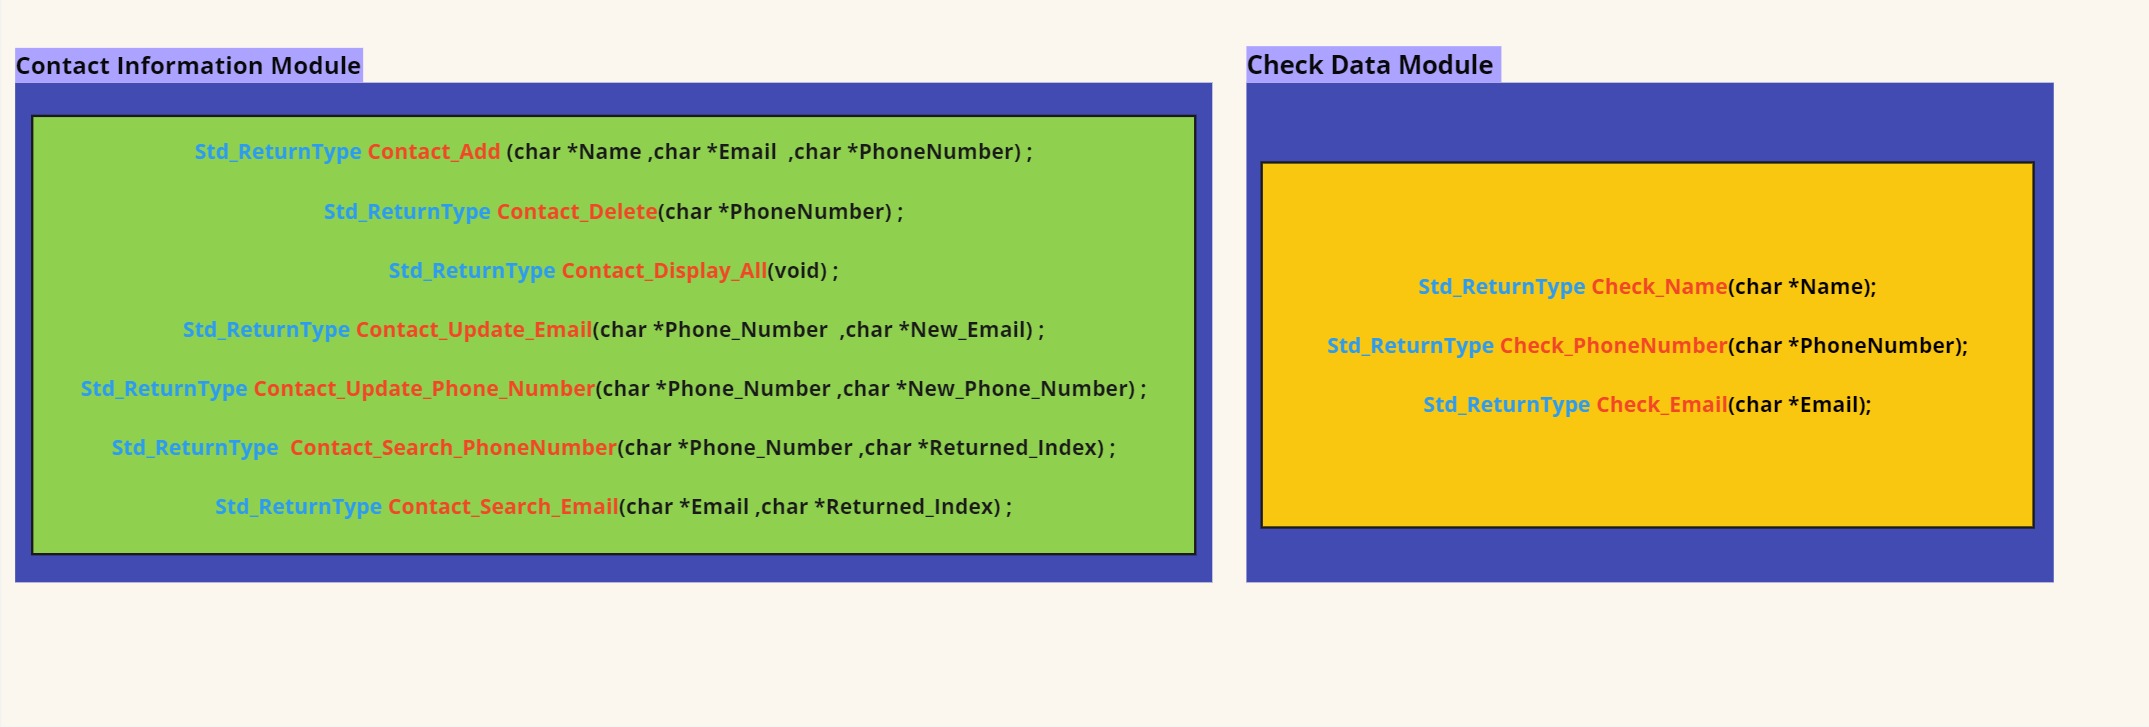 Contact Information Module
Std_ReturnType Contact_Add (char *Name ,char *Email  ,char *PhoneNumber) ;
Std_ReturnType Contact_Delete(char *PhoneNumber) ;
Std_ReturnType Contact_Display_All(void) ;
Std_ReturnType Contact_Update_Email(char *Phone_Number  ,char *New_Email) ;
Std_ReturnType Contact_Update_Phone_Number(char *Phone_Number ,char *New_Phone_Number) ;
Std_ReturnType  Contact_Search_PhoneNumber(char *Phone_Number ,char *Returned_Index) ;
Std_ReturnType Contact_Search_Email(char *Email ,char *Returned_Index) ;
Check Data Module
Std_ReturnType Check_Name(char *Name);
Std_ReturnType Check_PhoneNumber(char *PhoneNumber);
Std_ReturnType Check_Email(char *Email);